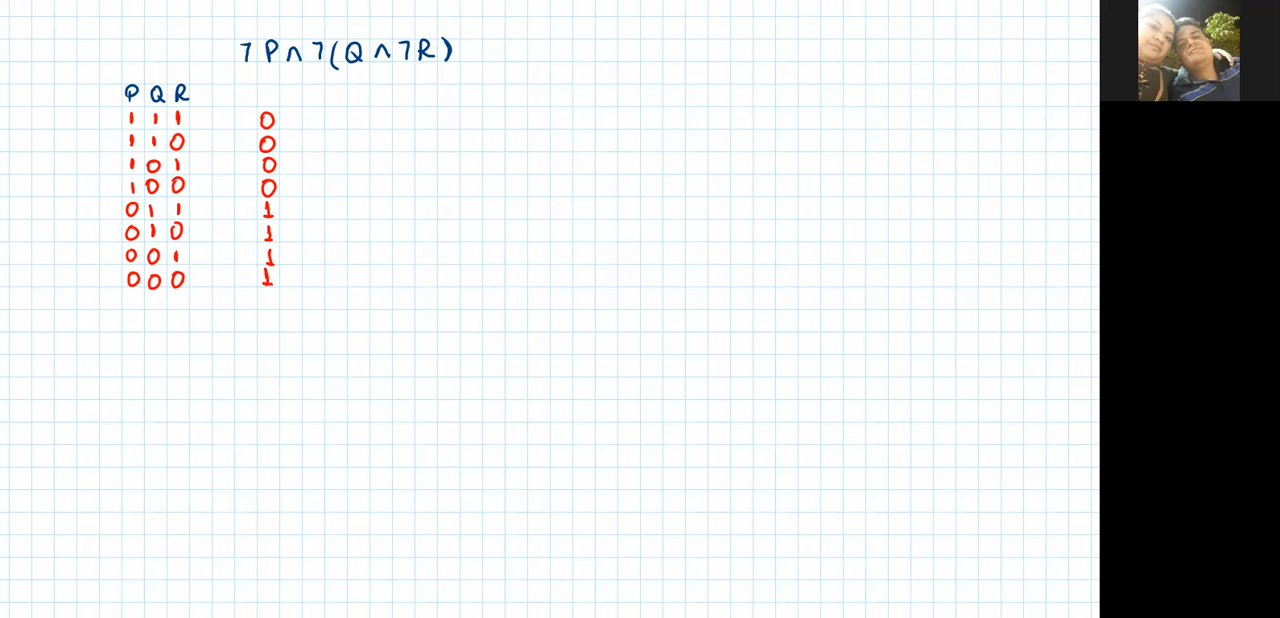 ¬P∧¬(Q∧¬R)
P Q R
1 1 1 0
1 1 0 0
1 0 1 0
1 0 0 0
0 1 1 1
0 1 0 1
0 0 1 1
0 0 0 1